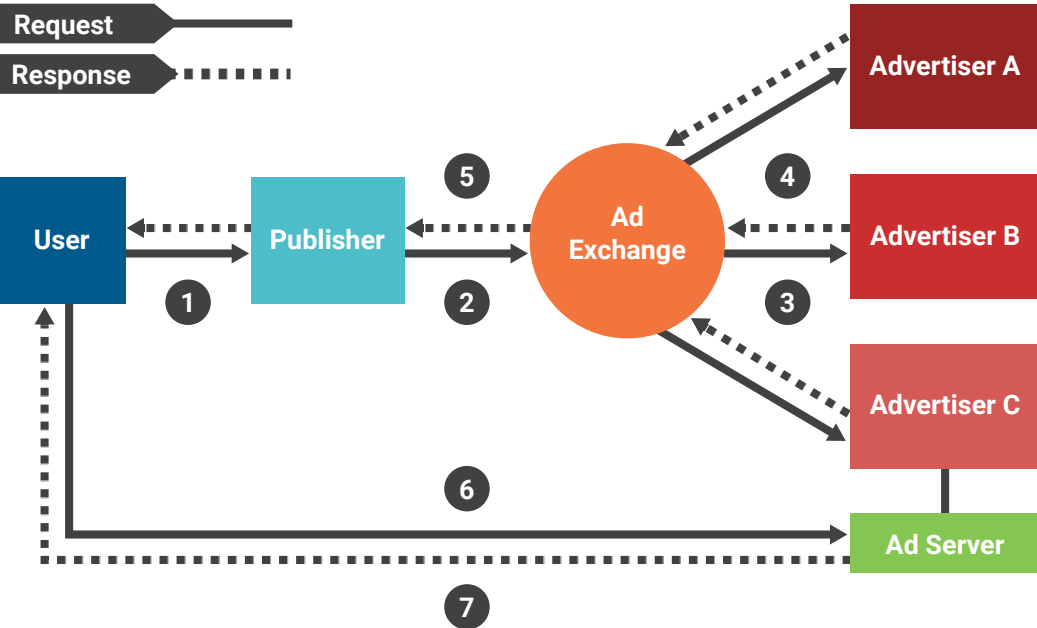 Request
Response
Advertiser A
5
4
User
Publisher
Ad
Exchange
Advertiser B
1
2
3
Advertiser C
6
Ad Server
7